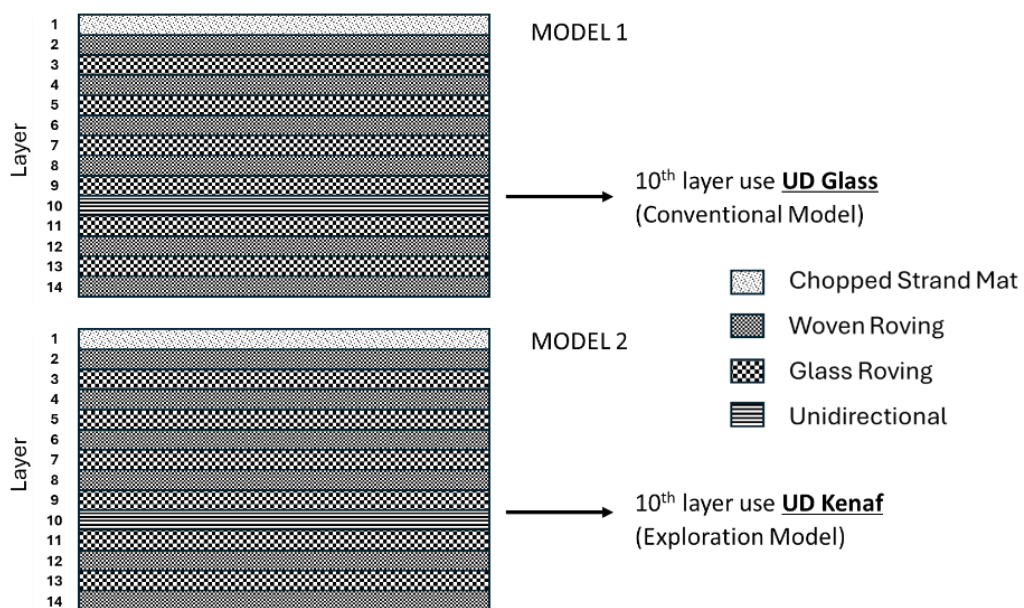 MODEL 1
Layer
1
2
3
4
5
6
7
8
9
10
11
12
13
14
10th layer use UD Glass
(Conventional Model)
Chopped Strand Mat
Woven Roving
Glass Roving
Unidirectional
MODEL 2
Layer
1
2
3
4
5
6
7
8
9
10
11
12
13
14
10th layer use UD Kenaf
(Exploration Model)